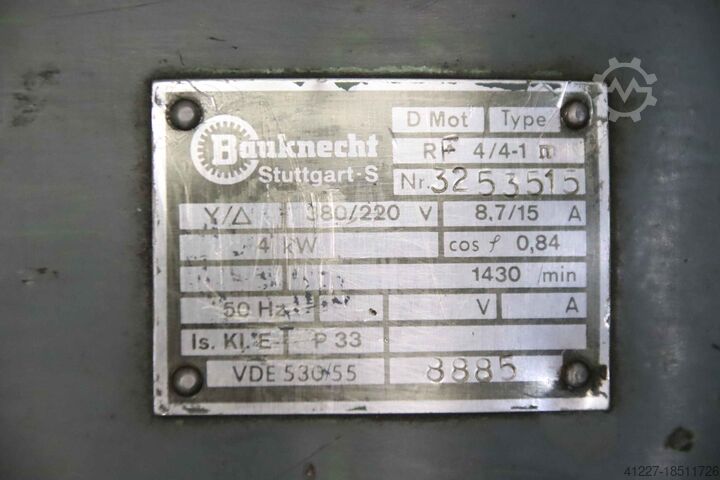 Bauknecht
Stuttgart-S
D Mot Type
RF 4/4-1
Nr. 3253515
Y/Δ 380/220 V 8,7/15 A
4 kW cos φ 0,84
1430 /min
50 Hz V A
Is. Kl. E P 33
VDE 530/55 8885
41227-18511726